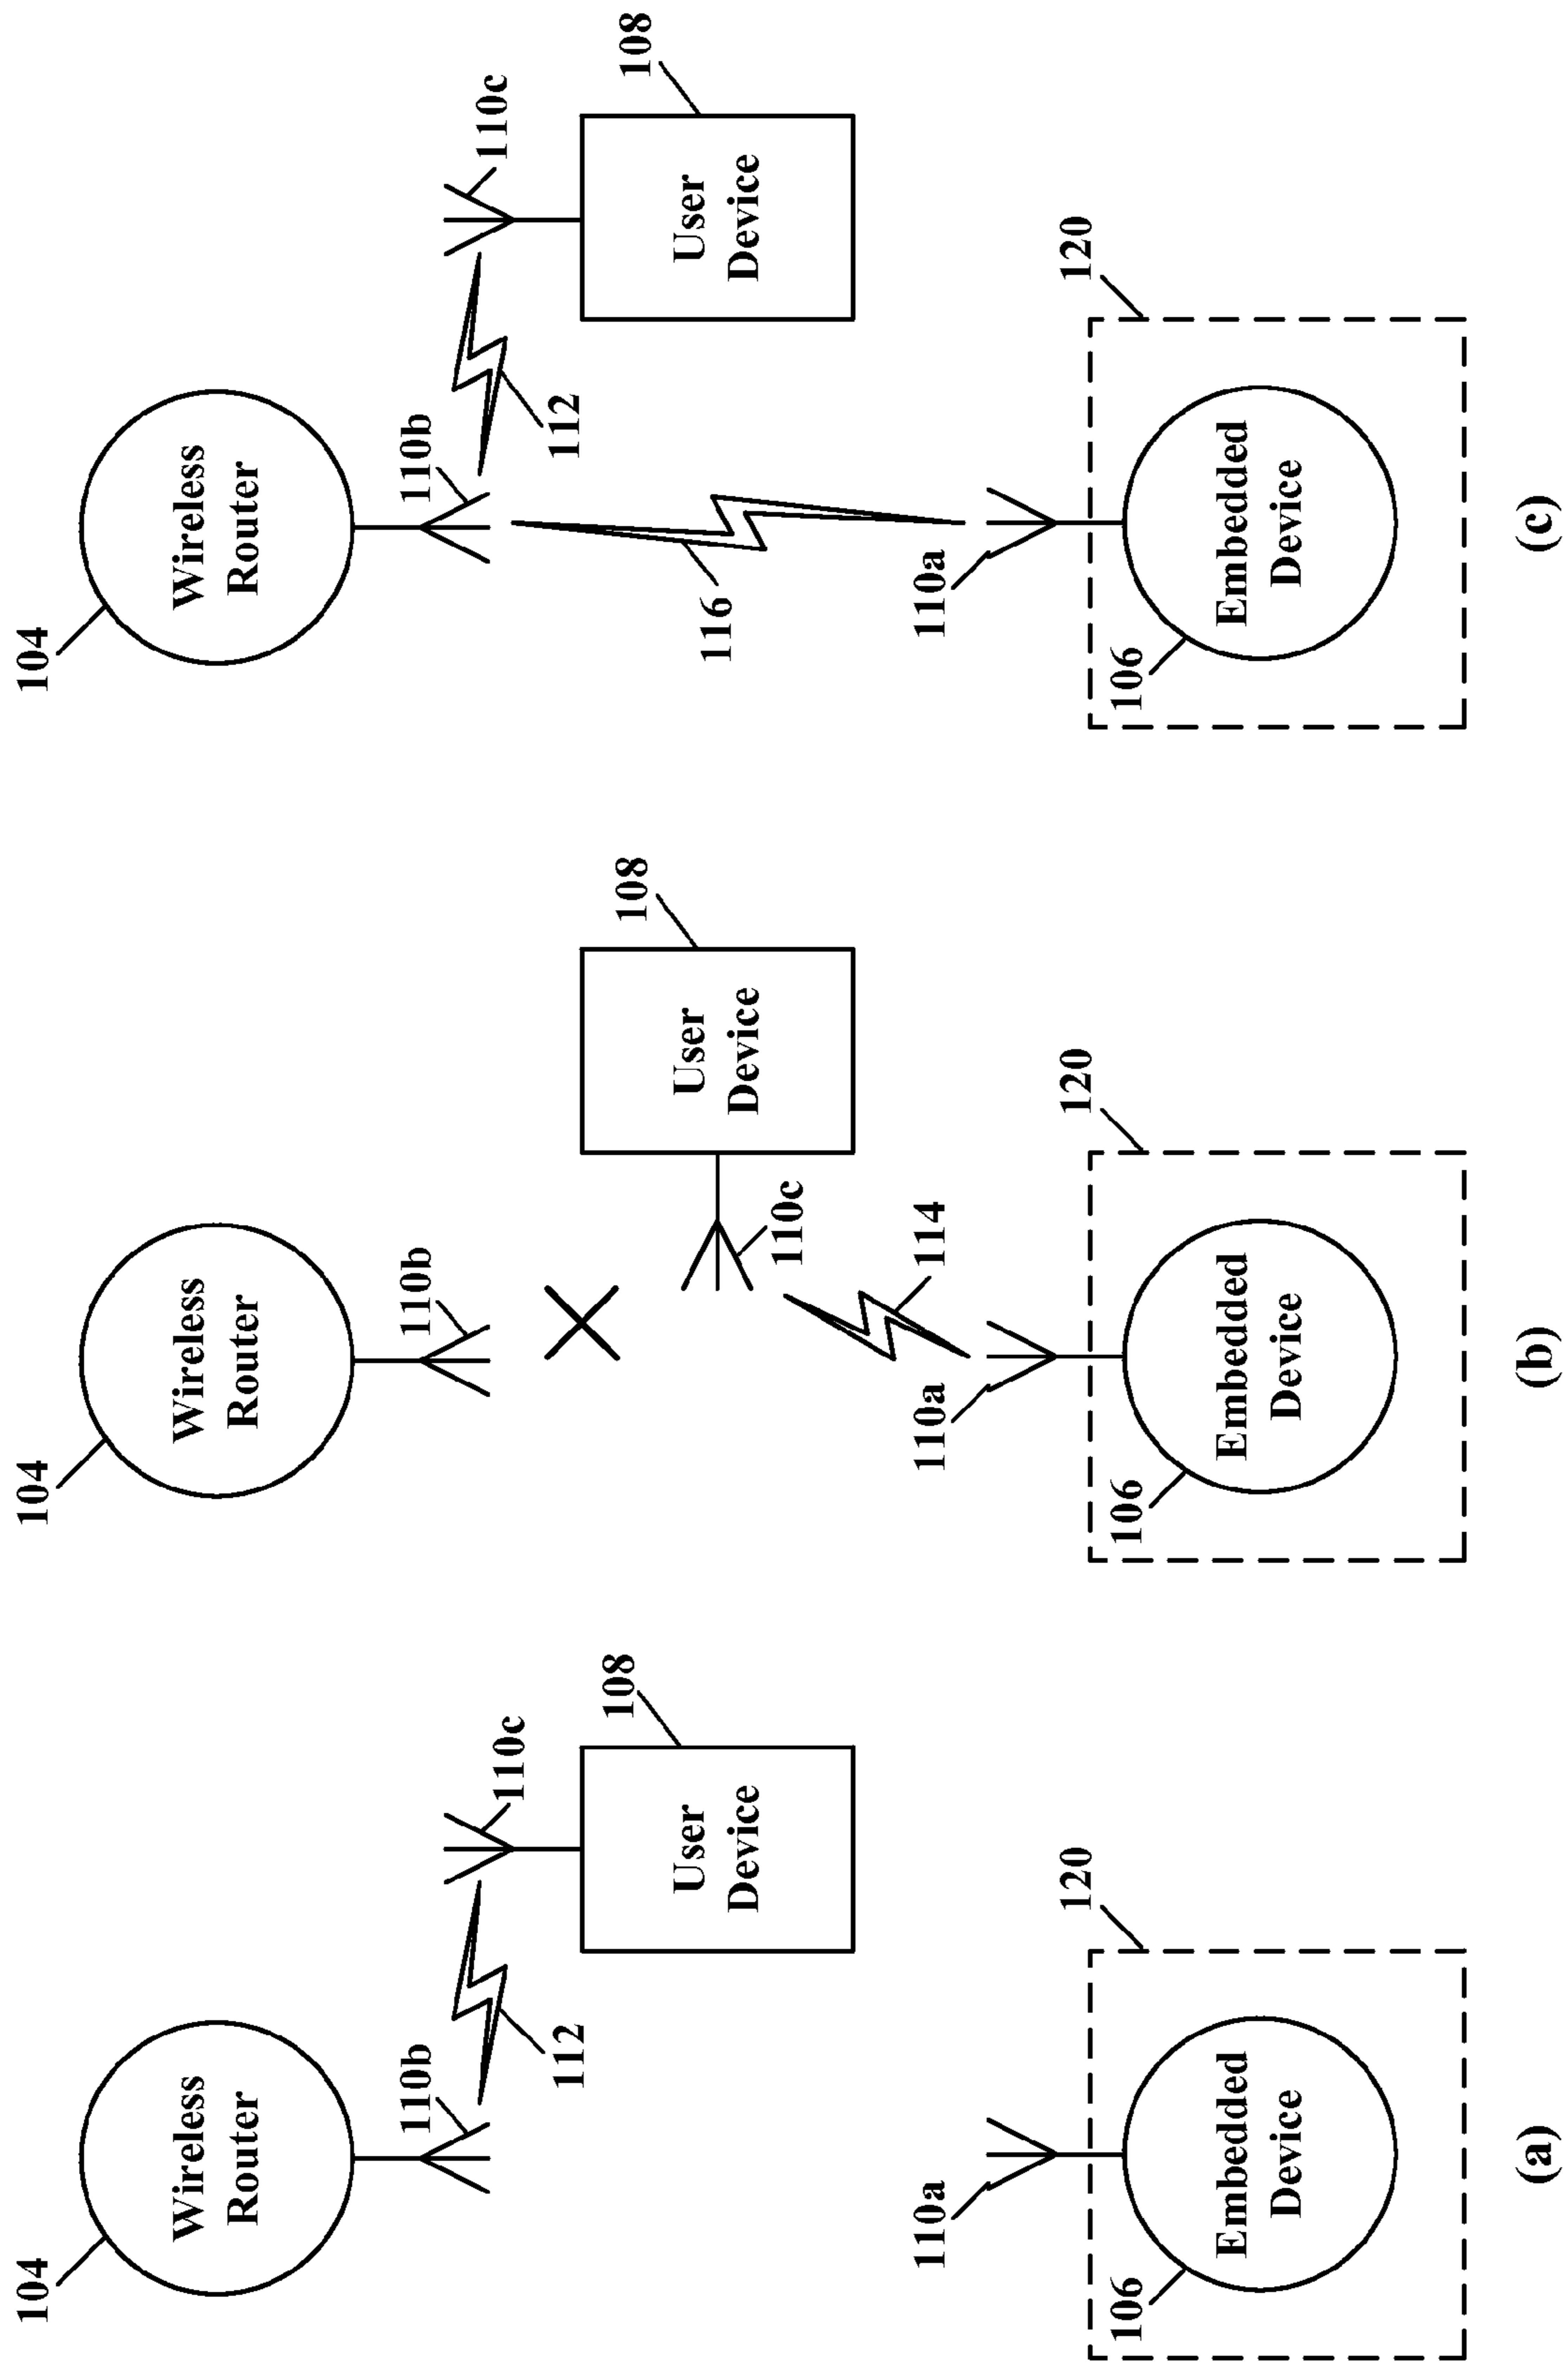 104
Wireless
Router
110b
112
110c
108
User
Device
110a
120
106
Embedded
Device
(a)
104
Wireless
Router
110b
108
User
Device
110c
114
110a
120
106
Embedded
Device
(b)
104
Wireless
Router
110b
112
110c
108
User
Device
116
110a
120
106
Embedded
Device
(c)